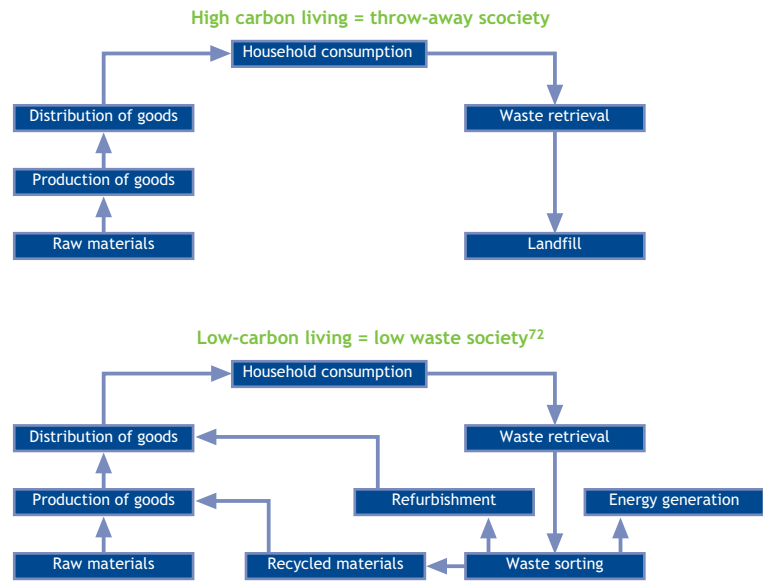 High carbon living = throw-away scociety
Household consumption
Distribution of goods
Waste retrieval
Production of goods
Raw materials
Landfill
Low-carbon living = low waste society72
Household consumption
Distribution of goods
Waste retrieval
Production of goods
Refurbishment
Energy generation
Raw materials
Recycled materials
Waste sorting